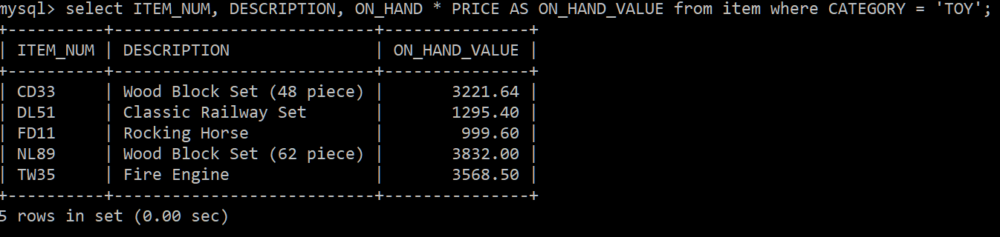 mysql> select ITEM_NUM, DESCRIPTION, ON_HAND * PRICE AS ON_HAND_VALUE from item where CATEGORY = 'TOY';
+----------+---------------------------+---------------+
| ITEM_NUM | DESCRIPTION               | ON_HAND_VALUE |
+----------+---------------------------+---------------+
| CD33     | Wood Block Set (48 piece) |       3221.64 |
| DL51     | Classic Railway Set       |       1295.40 |
| FD11     | Rocking Horse             |        999.60 |
| NL89     | Wood Block Set (62 piece) |       3832.00 |
| TW35     | Fire Engine               |       3568.50 |
+----------+---------------------------+---------------+
5 rows in set (0.00 sec)